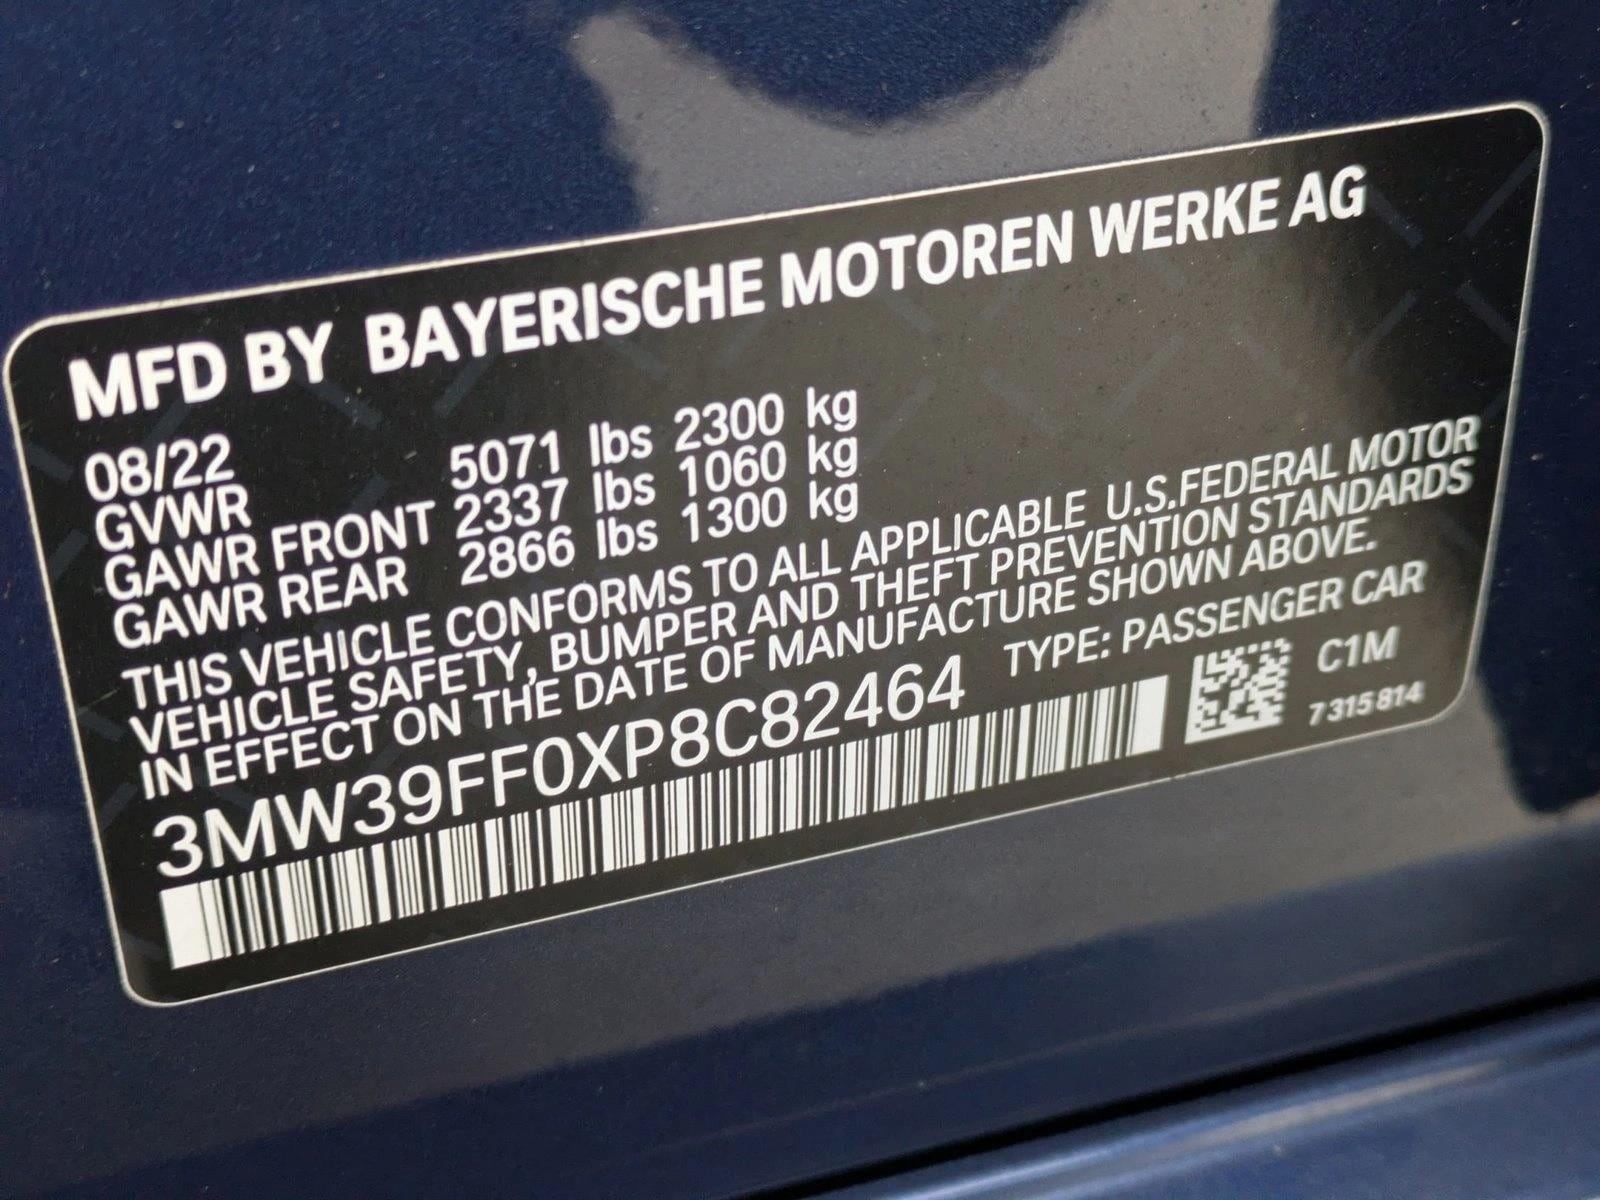 MFD BY BAYERISCHE MOTOREN WERKE AG
08/22
GVWR 5071 lbs 2300 kg
GAWR FRONT 2337 lbs 1060 kg
GAWR REAR 2866 lbs 1300 kg
THIS VEHICLE CONFORMS TO ALL APPLICABLE U.S.FEDERAL MOTOR
VEHICLE SAFETY, BUMPER AND THEFT PREVENTION STANDARDS
IN EFFECT ON THE DATE OF MANUFACTURE SHOWN ABOVE.
3MW39FF0XP8C82464 TYPE: PASSENGER CAR
C1M
7315814